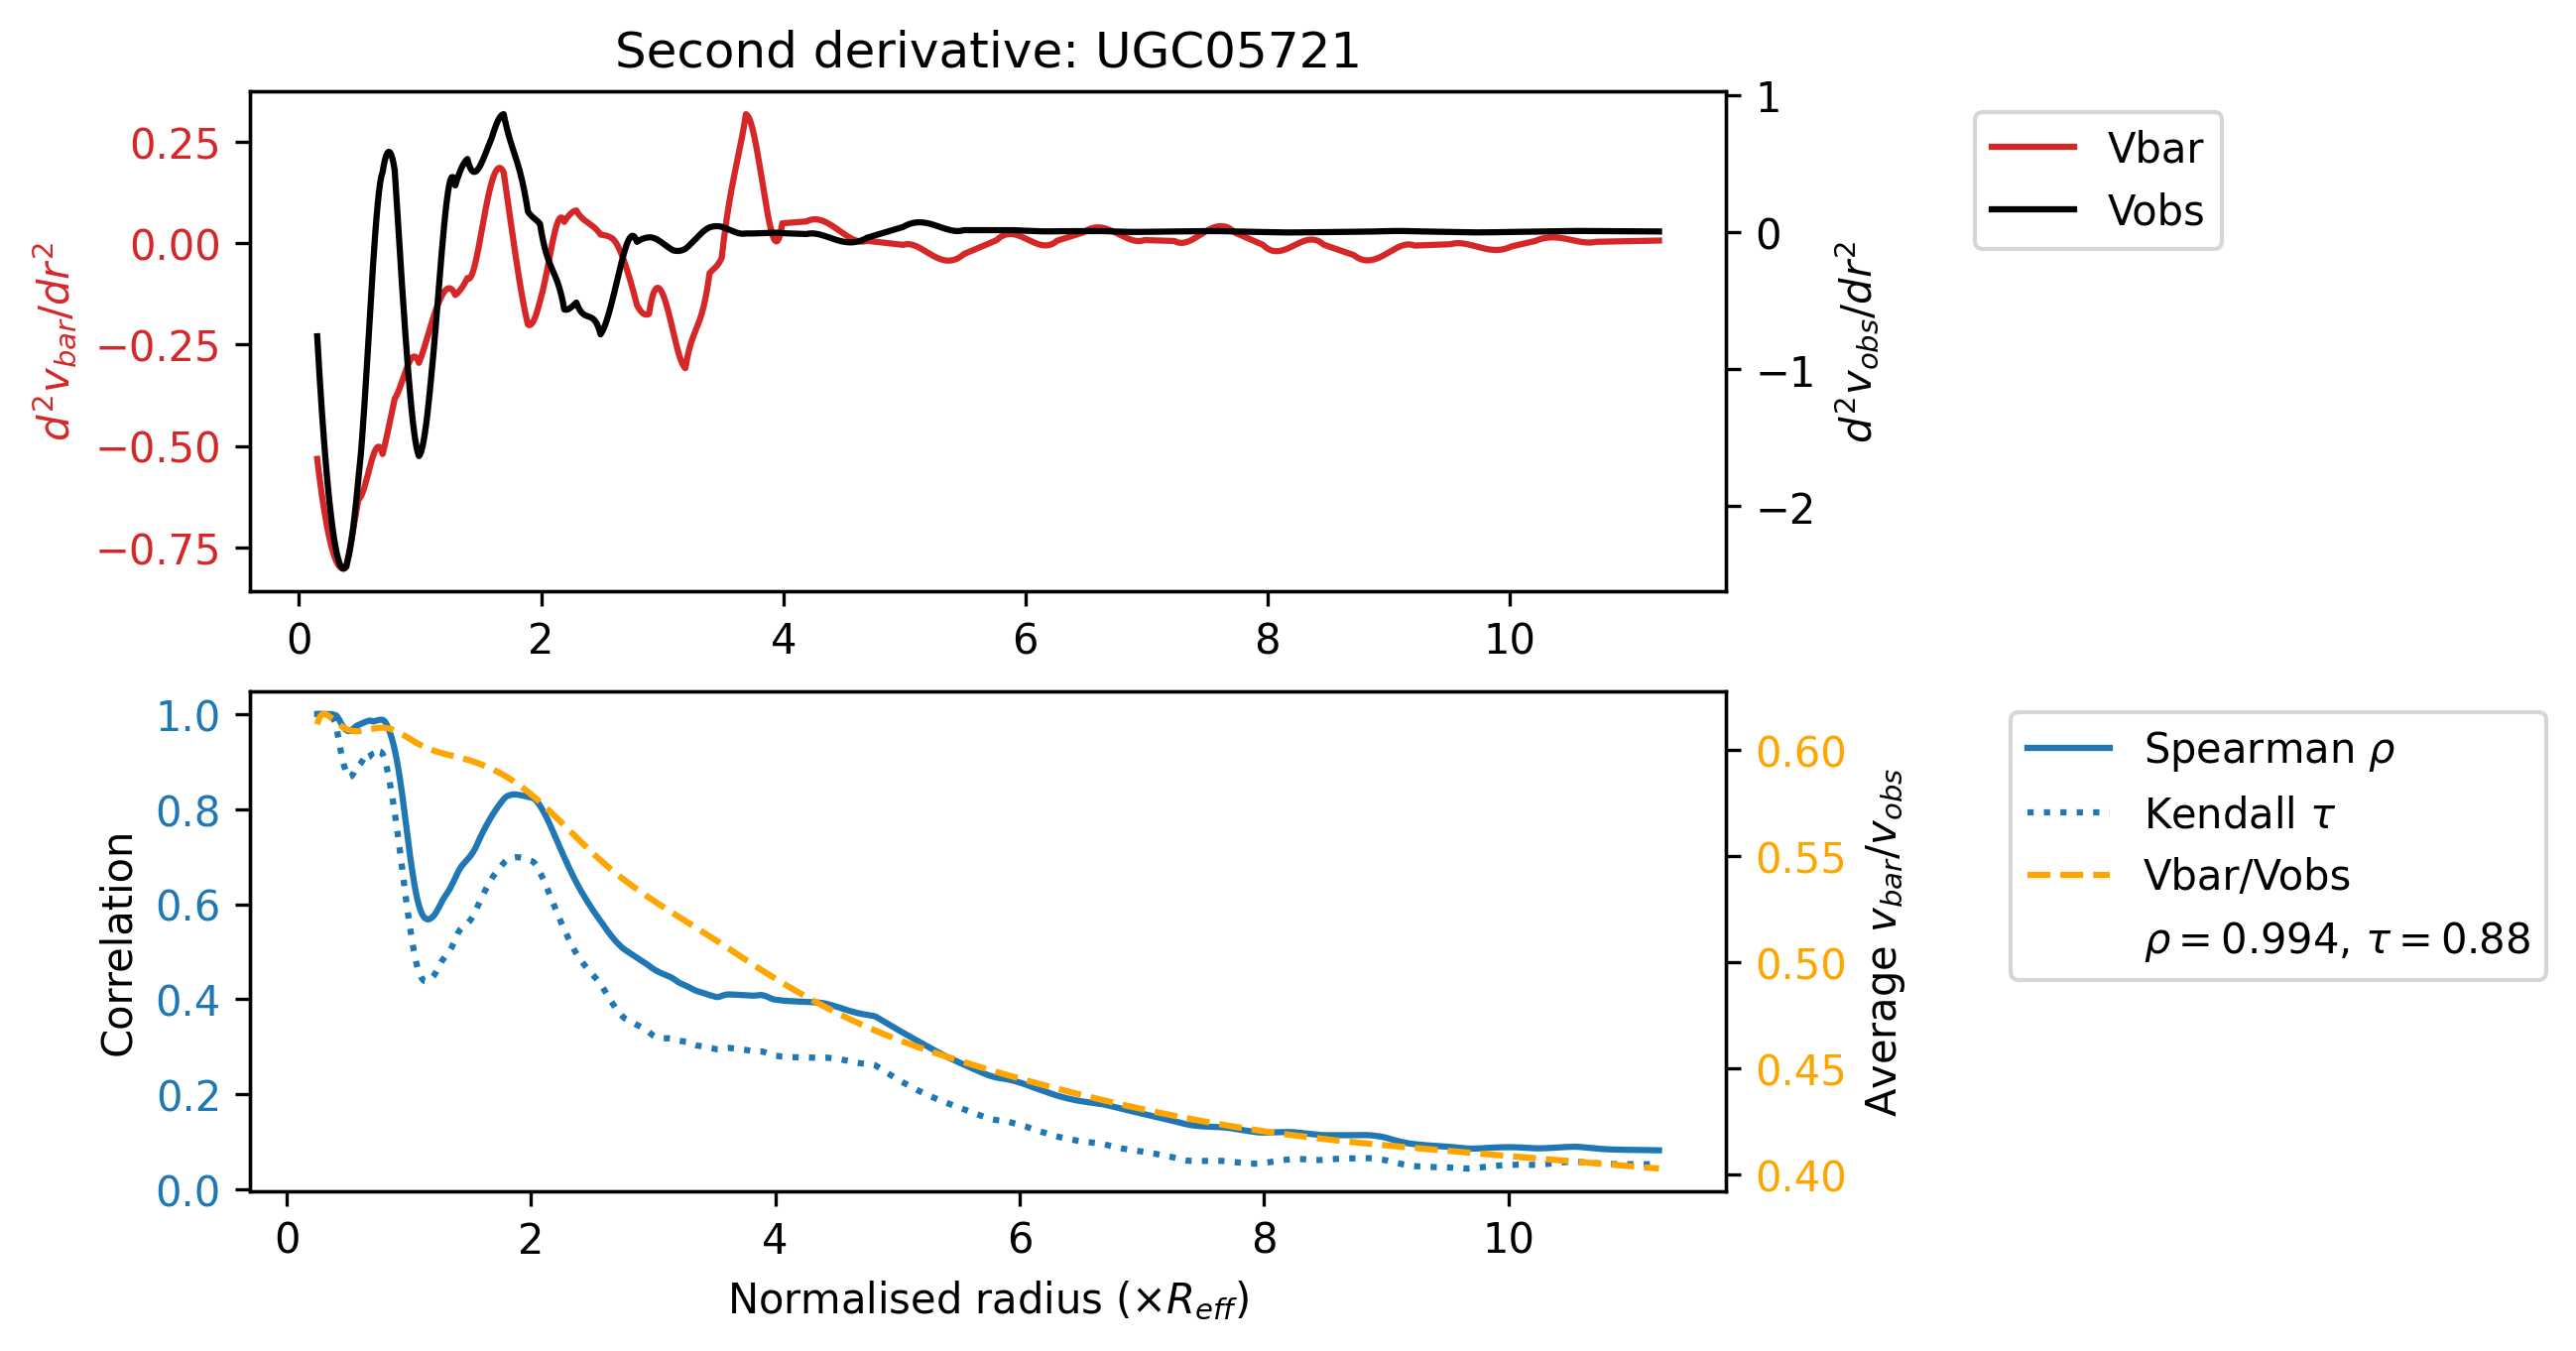 Second derivative: UGC05721
0.25
0.00
−0.25
−0.50
−0.75
d²v_bar/dr²
1
0
−1
−2
d²v_obs/dr²
0 2 4 6 8 10
Vbar
Vobs
1.0
0.8
0.6
0.4
0.2
0.0
Correlation
0.60
0.55
0.50
0.45
0.40
Average v_bar/v_obs
0 2 4 6 8 10
Normalised radius (×R_eff)
Spearman ρ
Kendall τ
Vbar/Vobs
ρ = 0.994, τ = 0.88